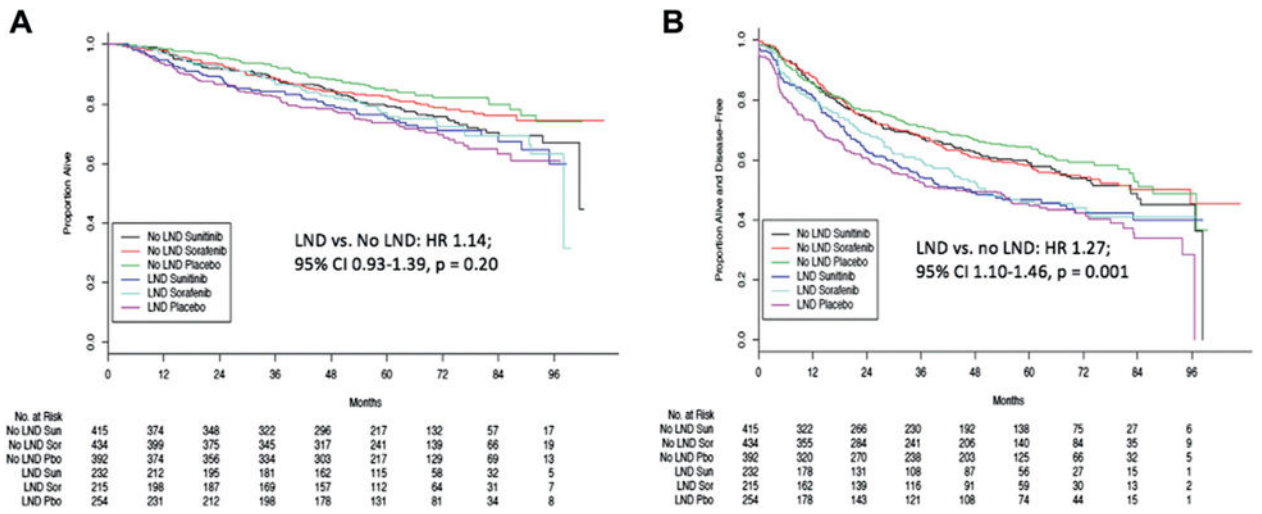 A
Proportion Alive
1.0
0.8
0.6
0.4
0.2
0.0
No LND Sunitinib
No LND Sorafenib
No LND Placebo
LND Sunitinib
LND Sorafenib
LND Placebo
LND vs. No LND: HR 1.14;
95% CI 0.93-1.39, p = 0.20
0 12 24 36 48 60 72 84 96
Months
No. at Risk
No LND Sun 415 374 348 322 296 217 132 57 17
No LND Sor 434 399 375 345 317 241 139 66 19
No LND Pbo 392 374 356 334 303 217 129 69 13
LND Sun 232 212 195 181 162 115 58 32 5
LND Sor 215 198 187 169 157 112 64 31 7
LND Pbo 254 231 212 198 178 131 81 34 8
B
Proportion Alive and Disease-Free
1.0
0.8
0.6
0.4
0.2
0.0
No LND Sunitinib
No LND Sorafenib
No LND Placebo
LND Sunitinib
LND Sorafenib
LND Placebo
LND vs. no LND: HR 1.27;
95% CI 1.10-1.46, p = 0.001
0 12 24 36 48 60 72 84 96
Months
No. at Risk
No LND Sun 415 322 266 230 192 138 75 27 6
No LND Sor 434 355 284 241 206 140 84 35 9
No LND Pbo 392 320 270 238 203 125 66 32 5
LND Sun 232 178 131 108 87 56 27 15 1
LND Sor 215 162 139 116 91 59 30 13 2
LND Pbo 254 178 143 121 108 74 44 15 1